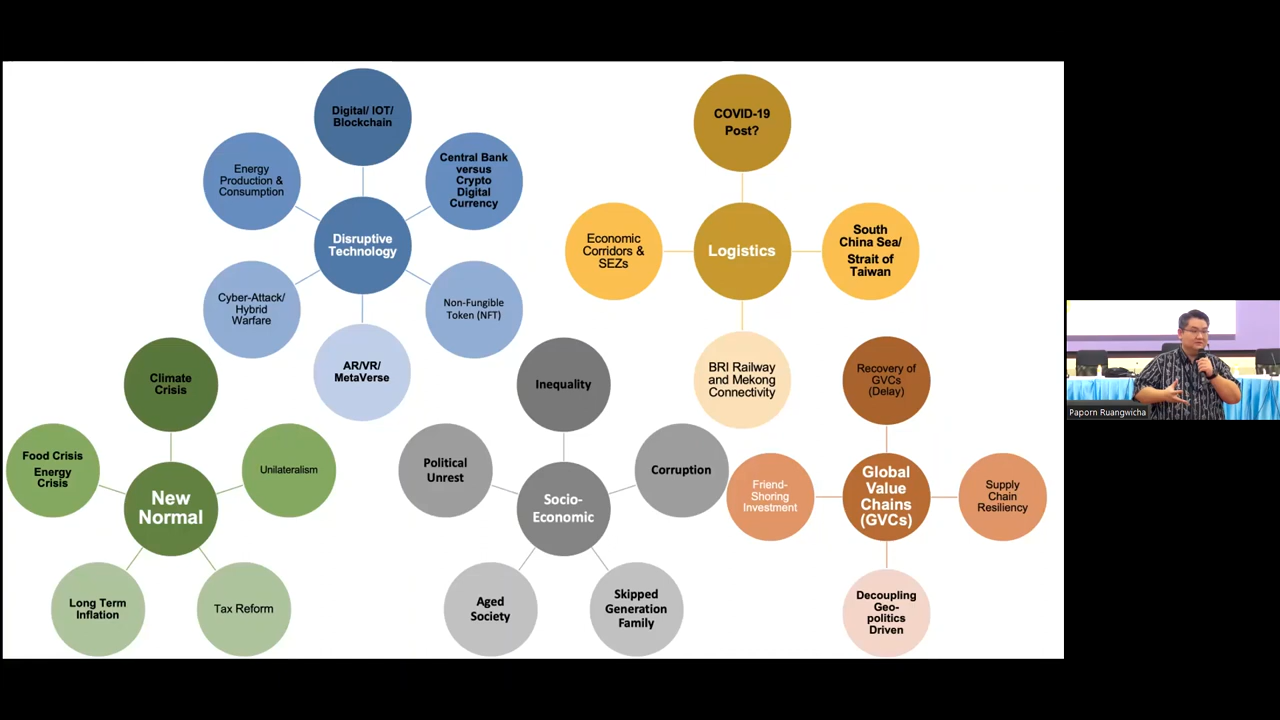 Digital/ IOT/
Blockchain
Energy
Production &
Consumption
Central Bank
versus
Crypto
Digital
Currency
Disruptive
Technology
Cyber-Attack/
Hybrid
Warfare
Non-Fungible
Token (NFT)
AR/VR/
MetaVerse
COVID-19
Post?
Economic
Corridors &
SEZs
Logistics
South
China Sea/
Strait of
Taiwan
BRI Railway
and Mekong
Connectivity
Climate
Crisis
Food Crisis
Energy
Crisis
Unilateralism
New
Normal
Long Term
Inflation
Tax Reform
Inequality
Political
Unrest
Corruption
Socio-
Economic
Aged
Society
Skipped
Generation
Family
Recovery of
GVCs
(Delay)
Friend-
Shoring
Investment
Global
Value
Chains
(GVCs)
Supply
Chain
Resiliency
Decoupling
Geo-
politics
Driven
Paporn Ruangwicha